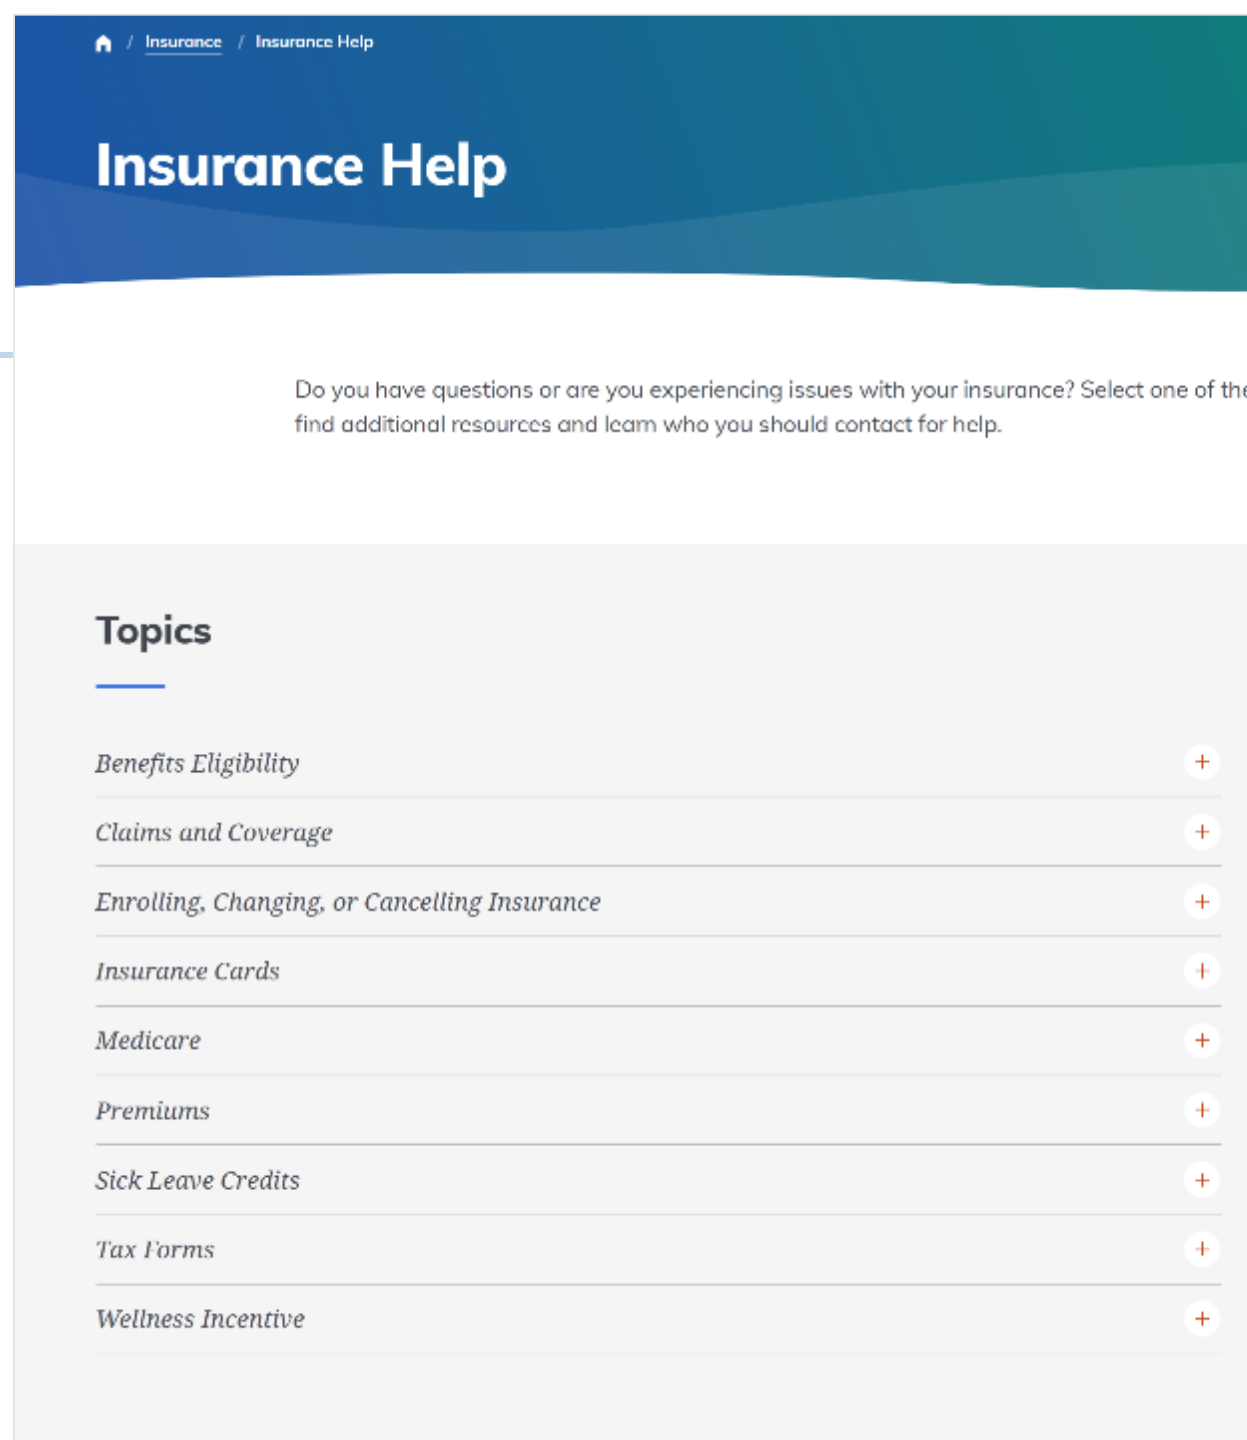 / Insurance / Insurance Help
Insurance Help
Do you have questions or are you experiencing issues with your insurance? Select one of the
find additional resources and learn who you should contact for help.
Topics
Benefits Eligibility
Claims and Coverage
Enrolling, Changing, or Cancelling Insurance
Insurance Cards
Medicare
Premiums
Sick Leave Credits
Tax Forms
Wellness Incentive